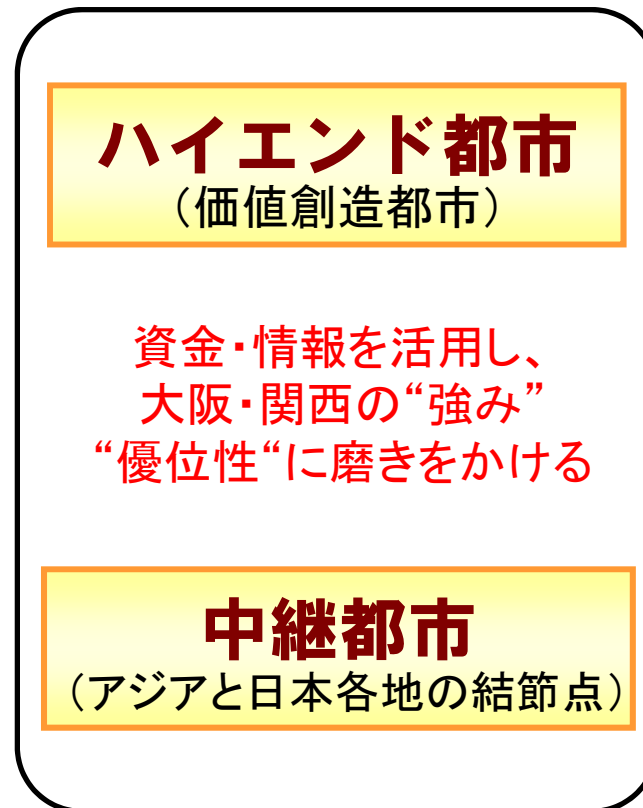 ハイエンド都市
（価値創造都市）
資金・情報を活用し、
大阪・関西の“強み”
“優位性“に磨きをかける
中継都市
（アジアと日本各地の結節点）